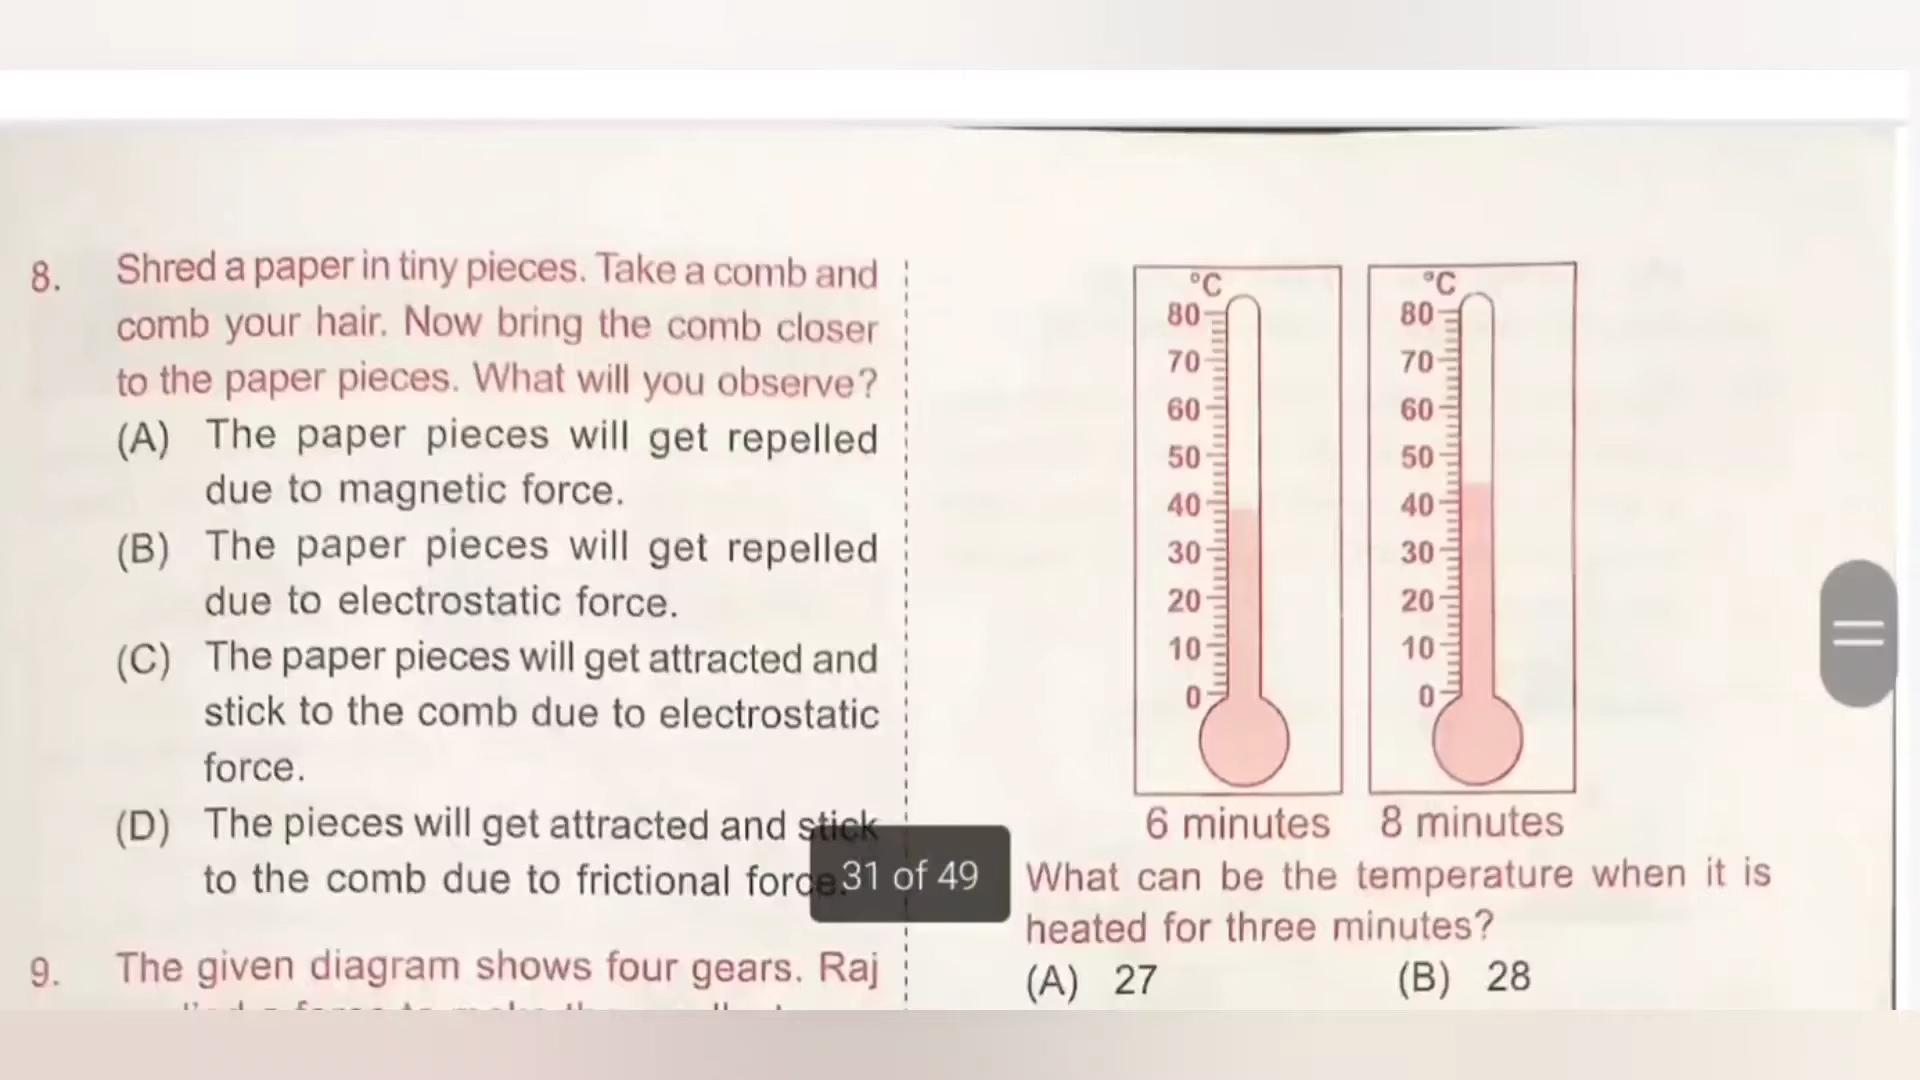 8. Shred a paper in tiny pieces. Take a comb and
comb your hair. Now bring the comb closer
to the paper pieces. What will you observe?
(A) The paper pieces will get repelled
due to magnetic force.
(B) The paper pieces will get repelled
due to electrostatic force.
(C) The paper pieces will get attracted and
stick to the comb due to electrostatic
force.
(D) The pieces will get attracted and stick
to the comb due to frictional force.
31 of 49
9. The given diagram shows four gears. Raj
°C
80
70
60
50
40
30
20
10
0
6 minutes
°C
80
70
60
50
40
30
20
10
0
8 minutes
What can be the temperature when it is
heated for three minutes?
(A) 27 (B) 28